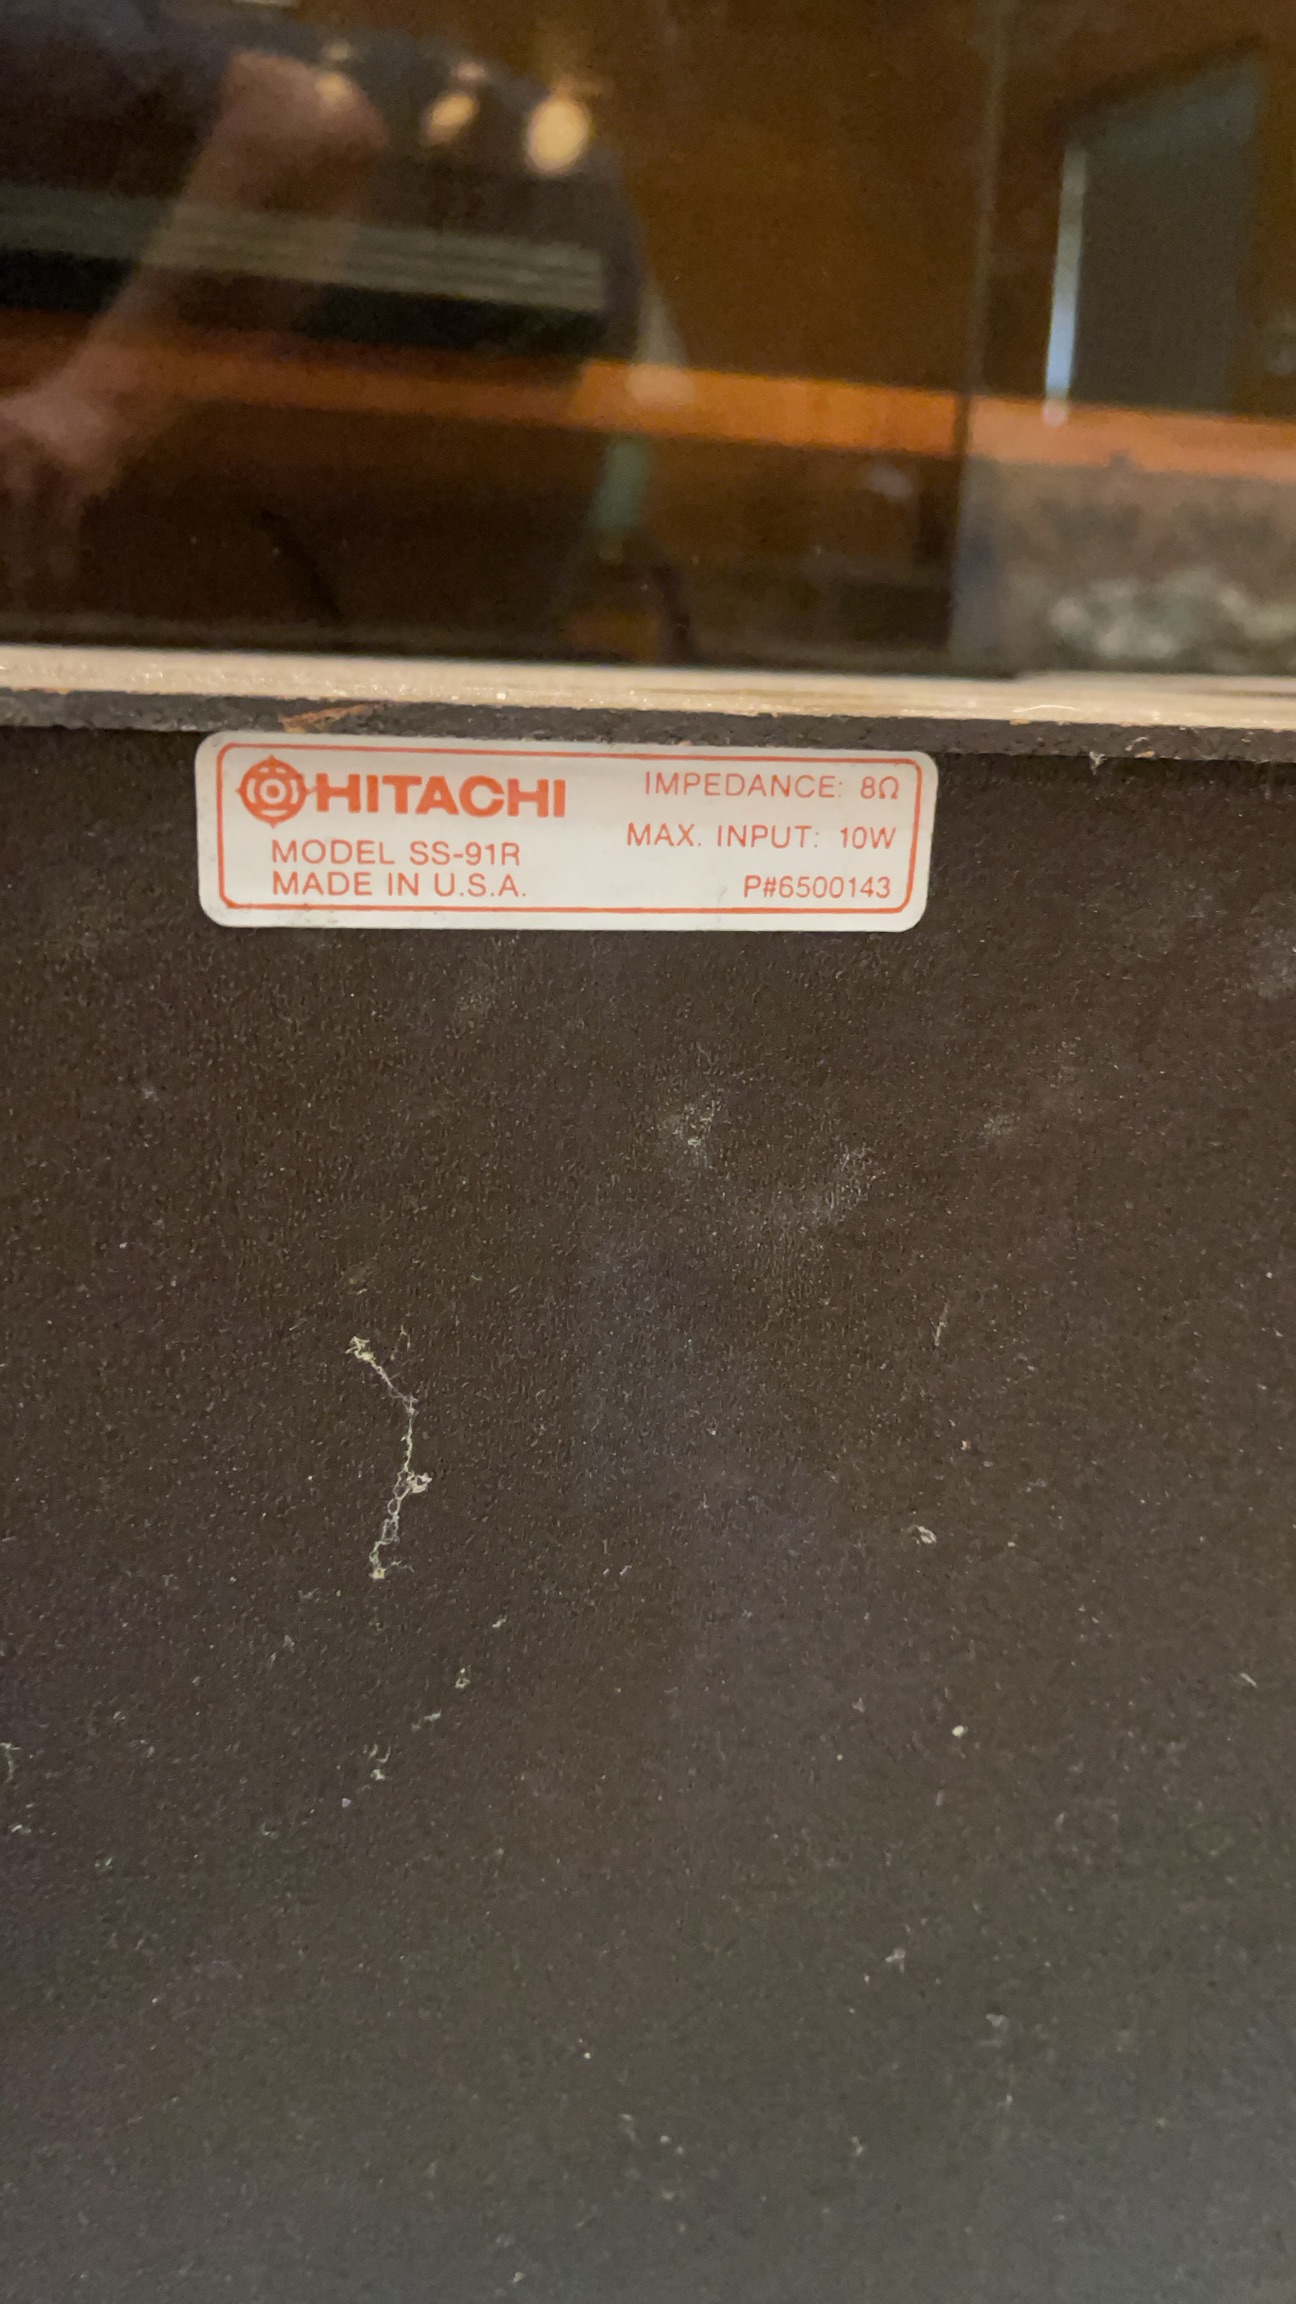 HITACHI
MODEL SS-91R
MADE IN U.S.A.
IMPEDANCE: 8Ω
MAX. INPUT: 10W
P#6500143